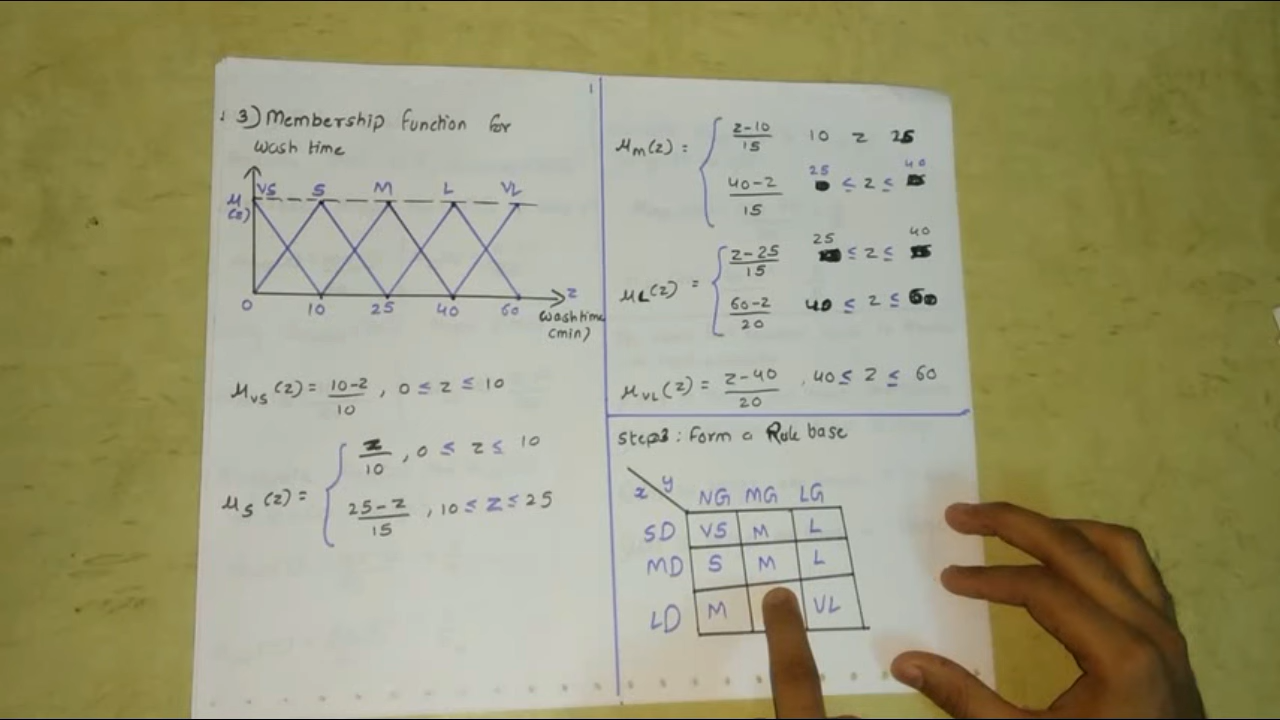 3) Membership Function for
Wash time
VS S M L VL
μ
(z)
0 10 25 40 60 z
(Wash time
(min)
μVS (z) = 10-z / 10 , 0 ≤ z ≤ 10
μS (z) = { z / 10 , 0 ≤ z ≤ 10
25-z / 15 , 10 ≤ z ≤ 25
μM(z) = { z-10 / 15 10 z 25
40-z / 15 25 ≤ z ≤ 40
μL(z) = { z-25 / 15 25 ≤ z ≤ 40
60-z / 20 40 ≤ z ≤ 60
μVL(z) = z-40 / 20 , 40 ≤ z ≤ 60
Step3: Form a Rule base
x y NG MG LG
SD VS M L
MD S M L
LD M VL